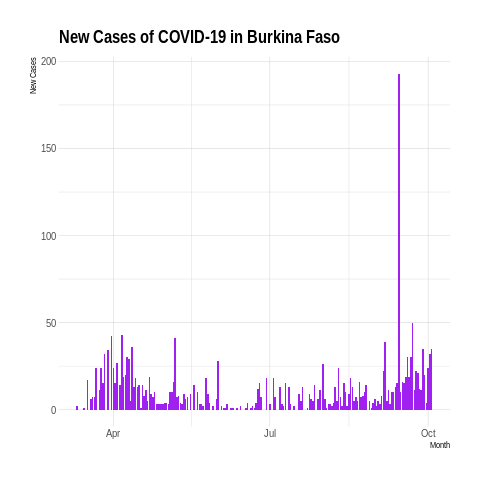 New Cases of COVID-19 in Burkina Faso
New Cases
200
150
100
50
0
Apr
Jul
Oct
Month